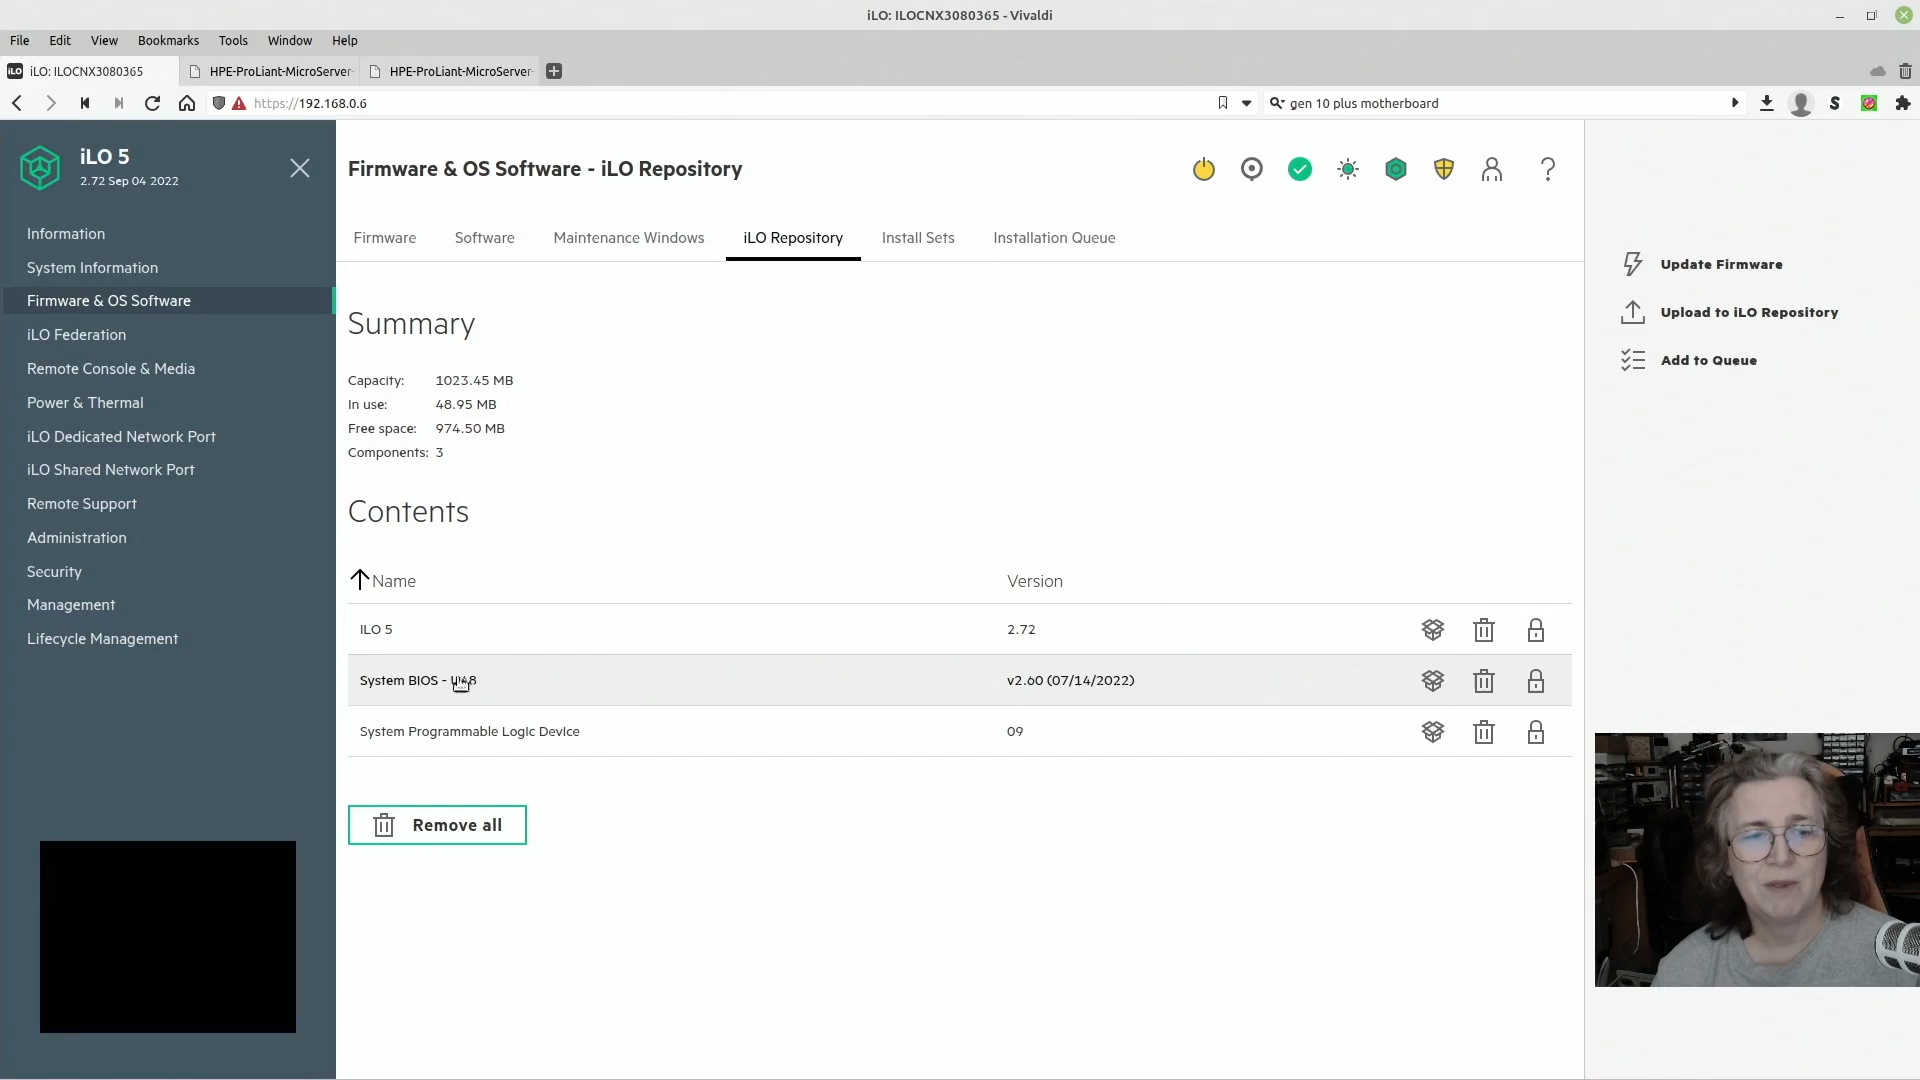 iLO: ILOCNX3080365 - Vivaldi
File Edit View Bookmarks Tools Window Help
iLO iLO: ILOCNX3080365 HPE-ProLiant-MicroServer- HPE-ProLiant-MicroServer-
https://192.168.0.6 gen 10 plus motherboard
iLO 5
2.72 Sep 04 2022
Information
System Information
Firmware & OS Software
iLO Federation
Remote Console & Media
Power & Thermal
iLO Dedicated Network Port
iLO Shared Network Port
Remote Support
Administration
Security
Management
Lifecycle Management
Firmware & OS Software - iLO Repository
Firmware Software Maintenance Windows iLO Repository Install Sets Installation Queue
Summary
Capacity: 1023.45 MB
In use: 48.95 MB
Free space: 974.50 MB
Components: 3
Contents
Name Version
ILO 5 2.72
System BIOS - v2.60 (07/14/2022)
System Programmable Logic Device 09
Remove all
Update Firmware
Upload to iLO Repository
Add to Queue